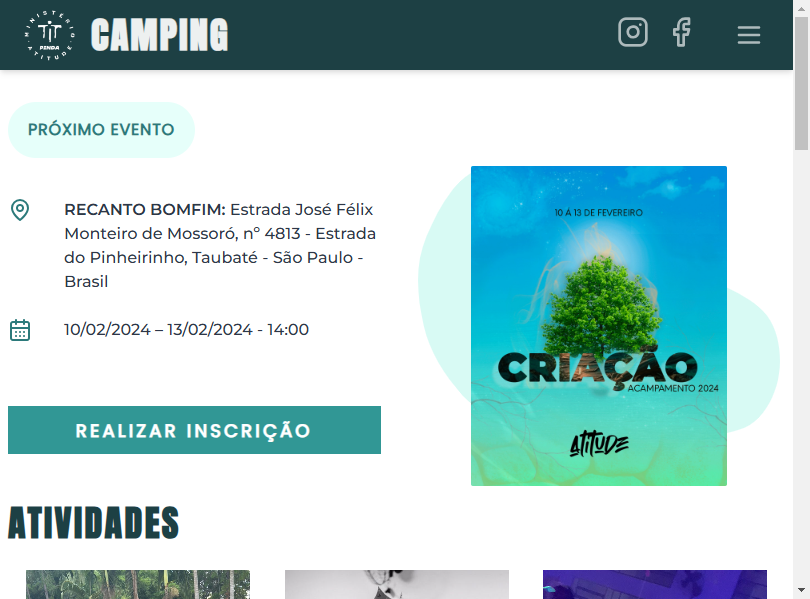 MINISTÉRIO
PINDA
ATITUDE
CAMPING
PRÓXIMO EVENTO
RECANTO BOMFIM: Estrada José Félix
Monteiro de Mossoró, nº 4813 - Estrada
do Pinheirinho, Taubaté - São Paulo -
Brasil
10/02/2024 – 13/02/2024 - 14:00
REALIZAR INSCRIÇÃO
10 Á 13 DE FEVEREIRO
CRIAÇÃO
ACAMPAMENTO 2024
ATITUDE
ATIVIDADES